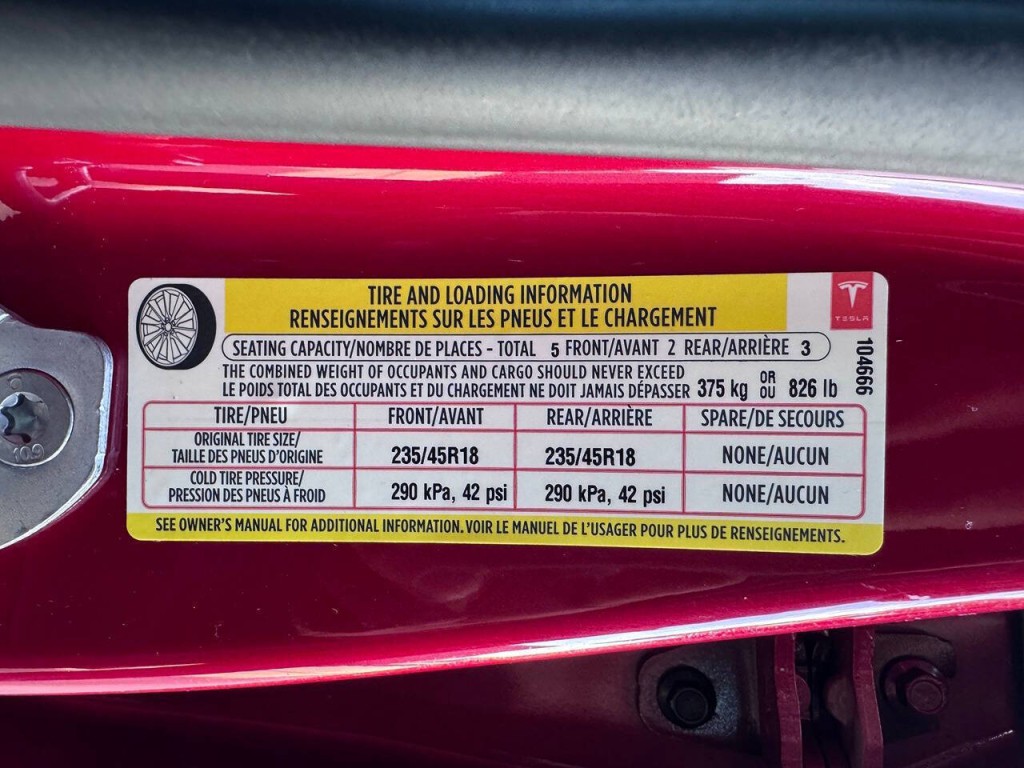 TIRE AND LOADING INFORMATION
RENSEIGNEMENTS SUR LES PNEUS ET LE CHARGEMENT
TESLA
SEATING CAPACITY/NOMBRE DE PLACES - TOTAL 5 FRONT/AVANT 2 REAR/ARRIÈRE 3
THE COMBINED WEIGHT OF OCCUPANTS AND CARGO SHOULD NEVER EXCEED
LE POIDS TOTAL DES OCCUPANTS ET DU CHARGEMENT NE DOIT JAMAIS DÉPASSER 375 kg OR/OU 826 lb
104666
TIRE/PNEU FRONT/AVANT REAR/ARRIÈRE SPARE/DE SECOURS
ORIGINAL TIRE SIZE/
TAILLE DES PNEUS D'ORIGINE 235/45R18 235/45R18 NONE/AUCUN
COLD TIRE PRESSURE/
PRESSION DES PNEUS À FROID 290 kPa, 42 psi 290 kPa, 42 psi NONE/AUCUN
SEE OWNER'S MANUAL FOR ADDITIONAL INFORMATION. VOIR LE MANUEL DE L'USAGER POUR PLUS DE RENSEIGNEMENTS.
10.9